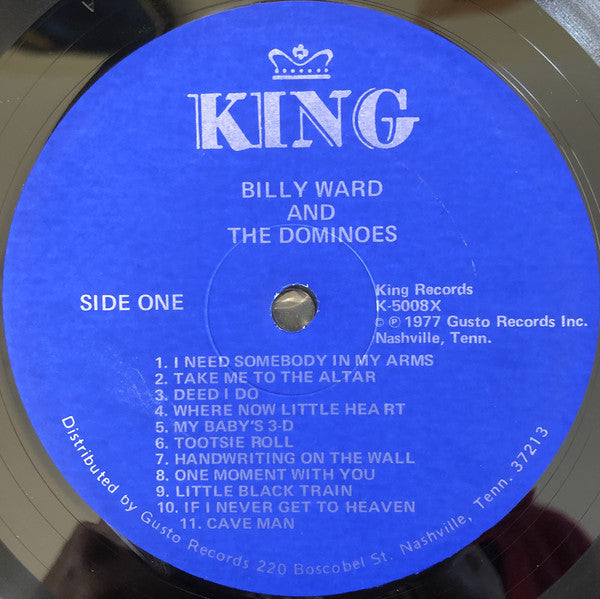 A
KING
BILLY WARD
AND
THE DOMINOES
SIDE ONE
King Records
K-5008X
© ℗ 1977 Gusto Records Inc.
Nashville, Tenn.
1. I NEED SOMEBODY IN MY ARMS
2. TAKE ME TO THE ALTAR
3. DEED I DO
4. WHERE NOW LITTLE HEART
5. MY BABY'S 3-D
6. TOOTSIE ROLL
7. HANDWRITING ON THE WALL
8. ONE MOMENT WITH YOU
9. LITTLE BLACK TRAIN
10. IF I NEVER GET TO HEAVEN
11. CAVE MAN
Distributed by Gusto Records 220 Boscobel St. Nashville, Tenn. 37213